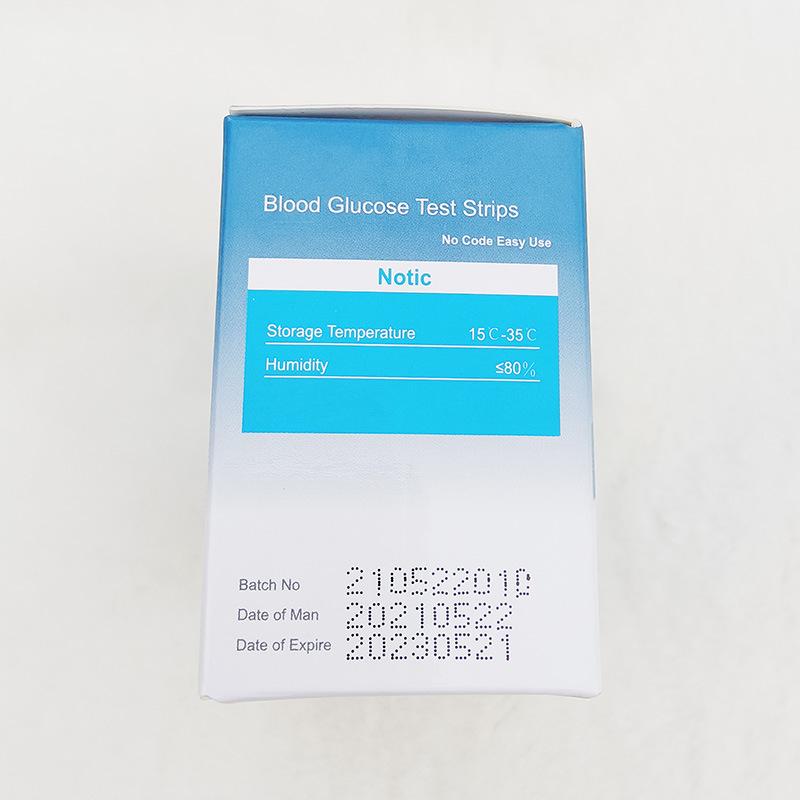 Blood Glucose Test Strips
No Code Easy Use
Notic
Storage Temperature 15℃-35℃
Humidity ≤80%
Batch No 210522010
Date of Man 20210522
Date of Expire 20230521